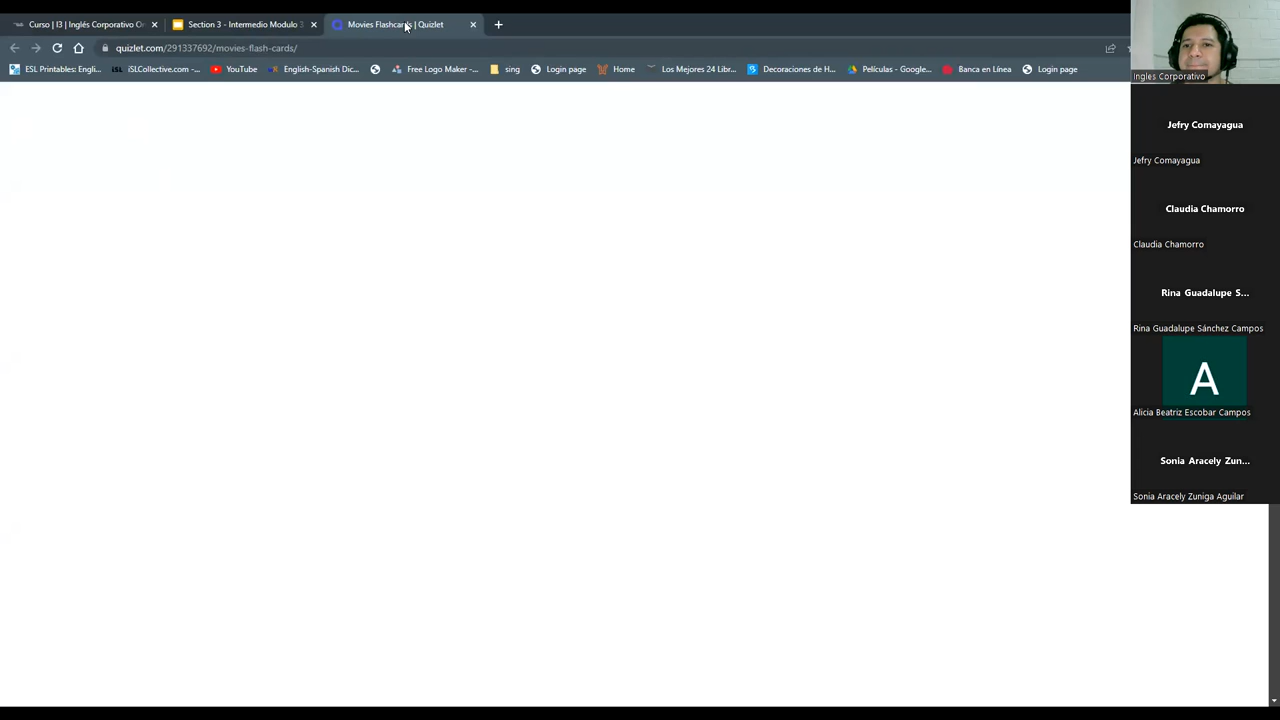 Curso | I3 | Inglés Corporativo On
Section 3 - Intermedio Modulo 3
Movies Flashcards | Quizlet
quizlet.com/291337692/movies-flash-cards/
ESL Printables: Engli...
iSL iSLCollective.com -...
YouTube
English-Spanish Dic...
Free Logo Maker -...
sing
Login page
Home
Los Mejores 24 Libr...
Decoraciones de H...
Películas - Google...
Banca en Línea
Login page
Ingles Corporativo
Jefry Comayagua
Jefry Comayagua
Claudia Chamorro
Claudia Chamorro
Rina Guadalupe S...
Rina Guadalupe Sánchez Campos
A
Alicia Beatriz Escobar Campos
Sonia Aracely Zun...
Sonia Aracely Zuniga Aguilar